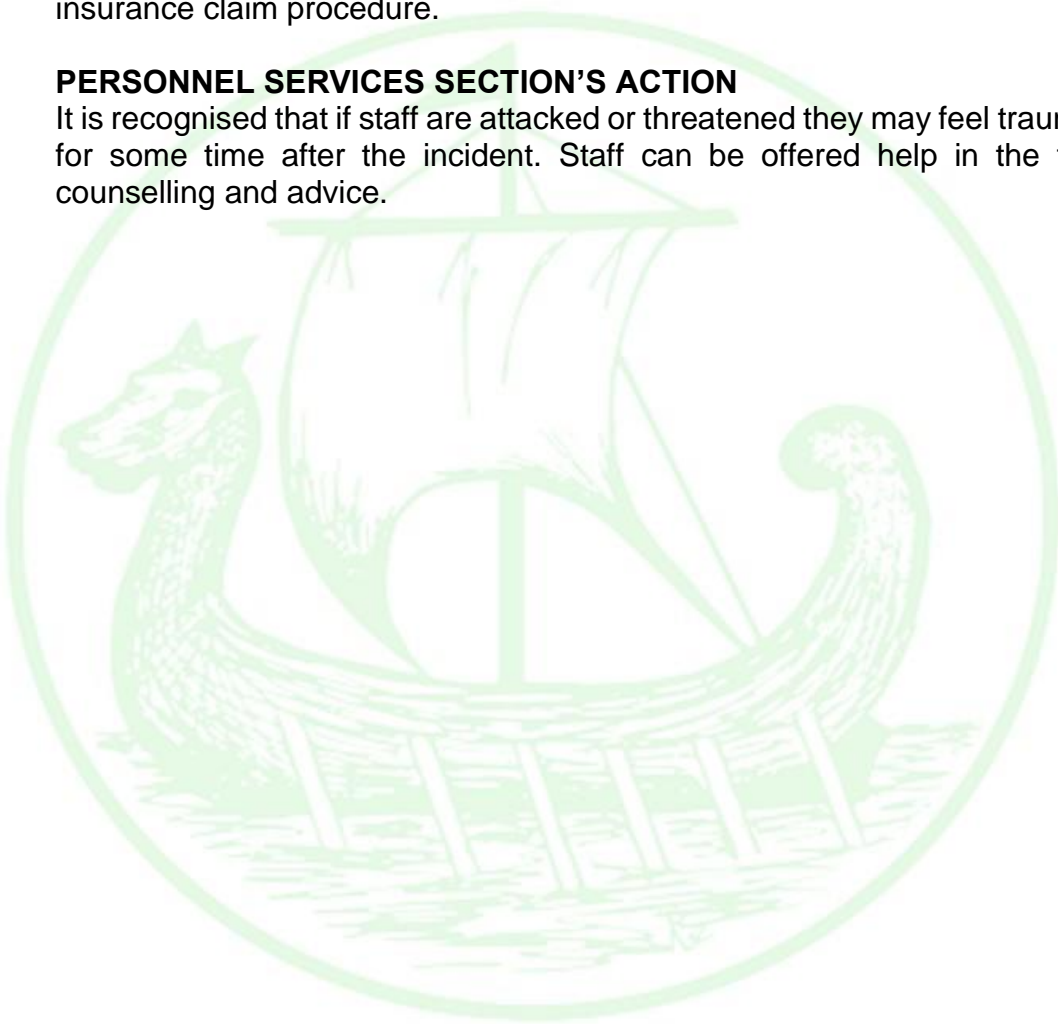 insurance claim procedure.
PERSONNEL SERVICES SECTION'S ACTION
It is recognised that if staff are attacked or threatened they may feel
for some time after the incident. Staff can be offered help in the
counselling and advice.